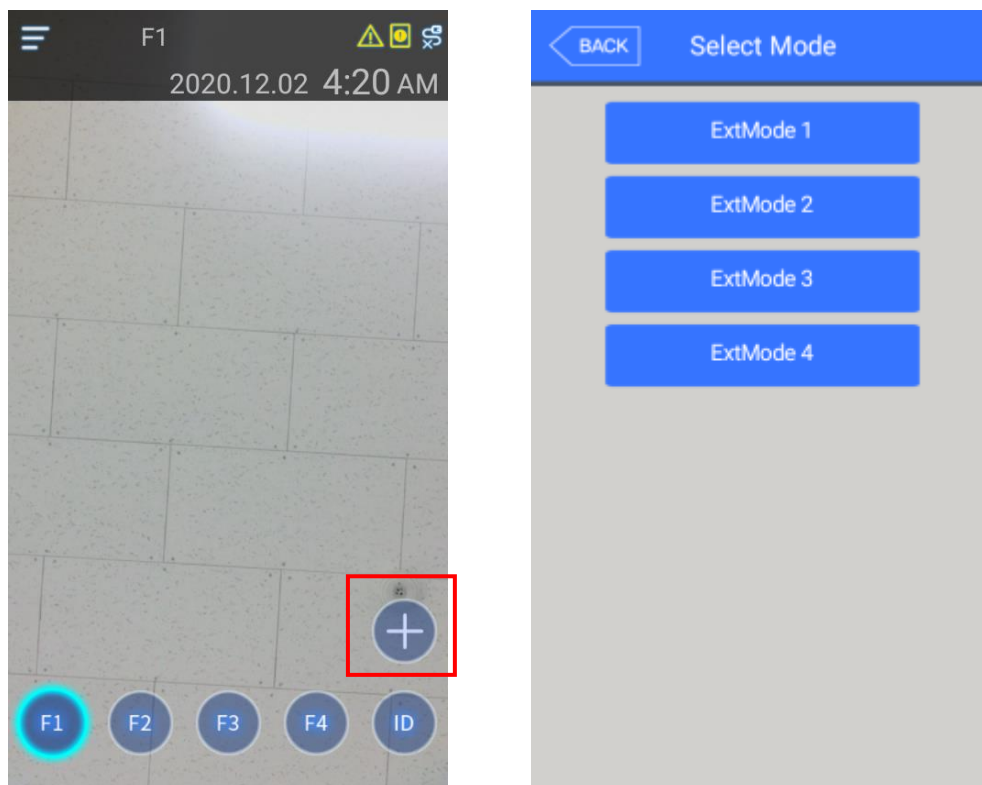 F1
2020.12.02 4:20 AM
F1 F2 F3 F4 ID
BACK Select Mode
ExtMode 1
ExtMode 2
ExtMode 3
ExtMode 4